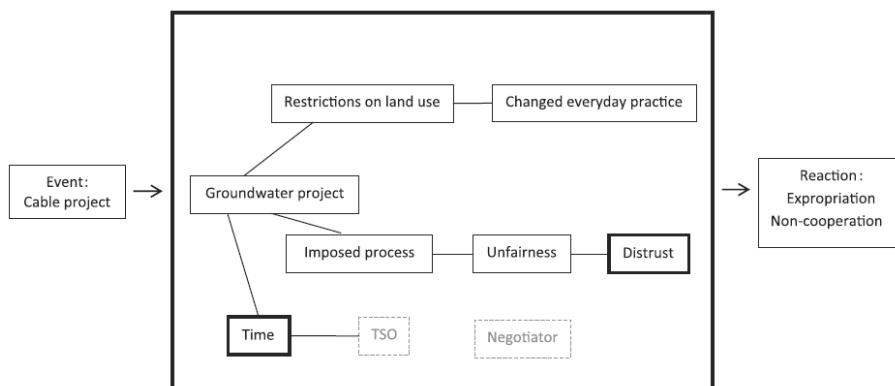 Restrictions on land use
Changed everyday practice
Event:
Cable project
Groundwater project
Reaction:
Expropriation
Non-cooperation
Imposed process
Unfairness
Distrust
Time
TSO
Negotiator